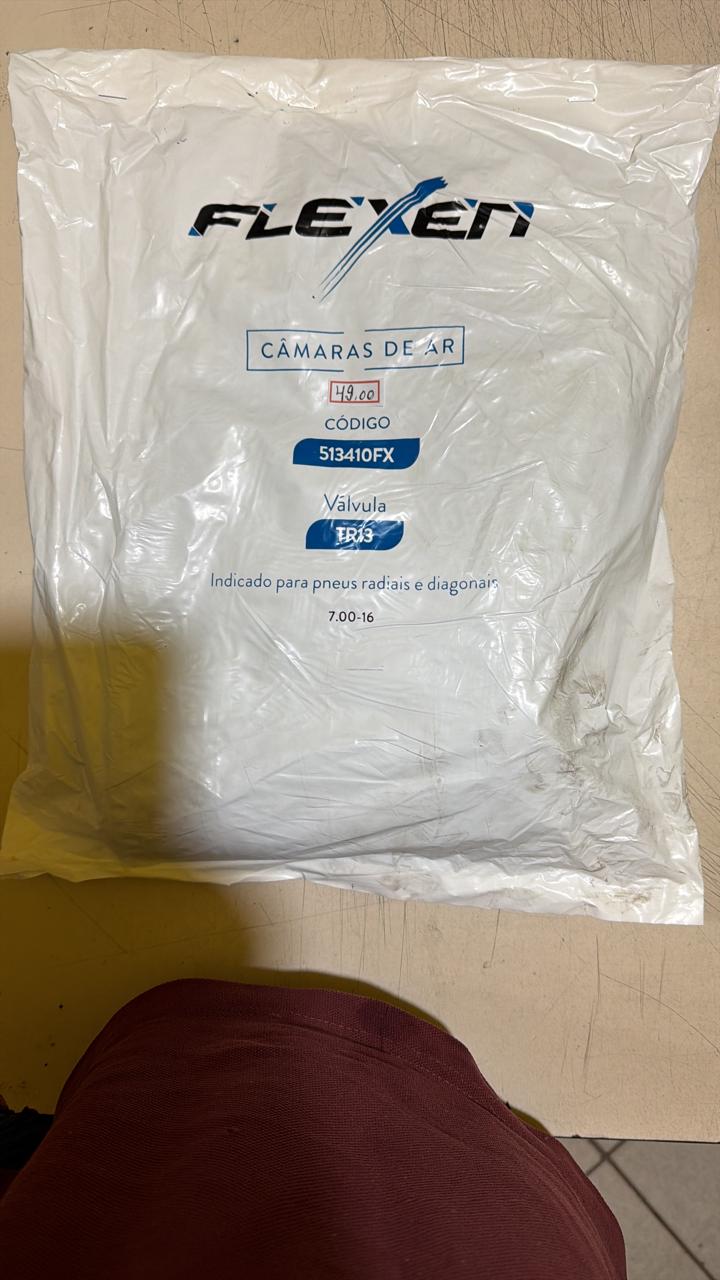 FLEXEN
CÂMARAS DE AR
49,00
CÓDIGO
513410FX
Válvula
TR13
Indicado para pneus radiais e diagonais
7.00-16